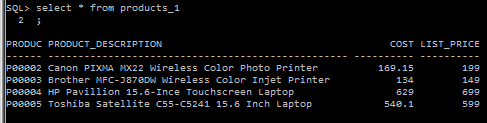 SQL> select * from products_1
  2  ;
PRODUC PRODUCT_DESCRIPTION                                COST LIST_PRICE
------ -------------------------------------------- ---------- ----------
P00002 Canon PIXMA MX22 Wireless Color Photo Printer    169.15        199
P00003 Brother MFC-J870DW Wireless Color Injet Printer     134        149
P00004 HP Pavillion 15.6-Ince Touchscreen Laptop           629        699
P00005 Toshiba Satellite C55-C5241 15.6 Inch Laptop      540.1        599